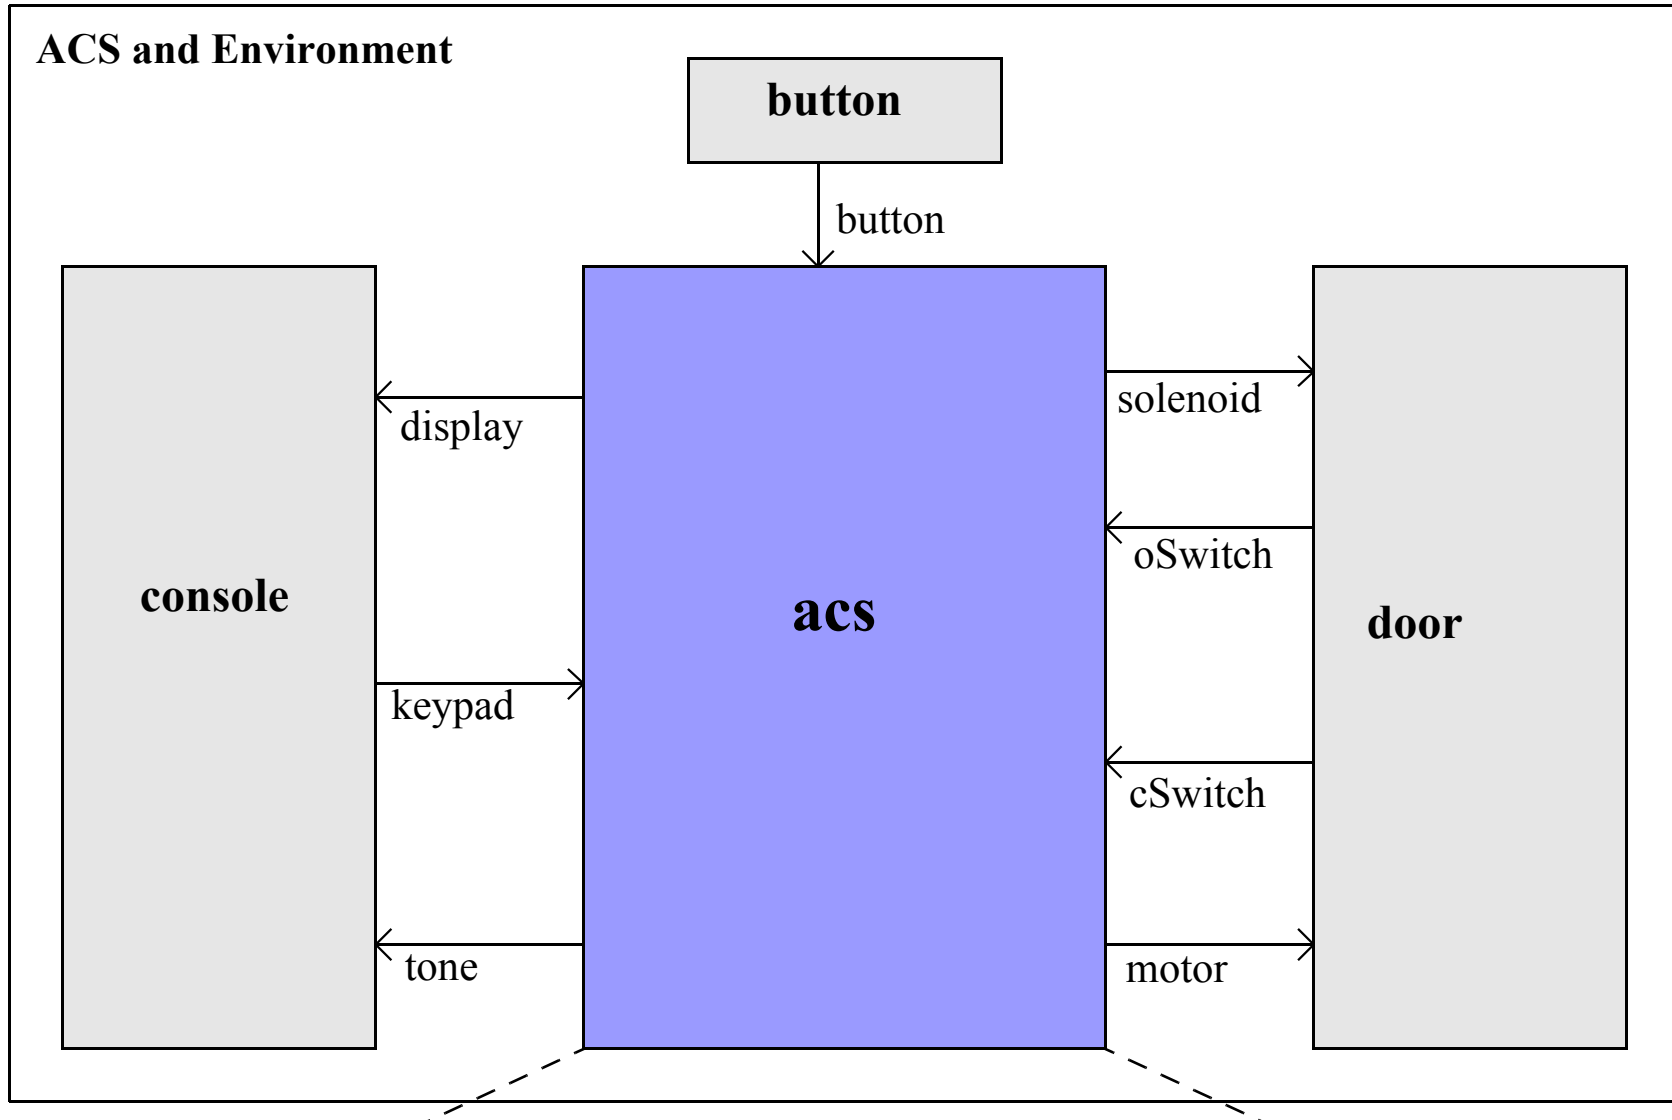 ACS and Environment
button
button
display
solenoid
oSwitch
console
acs
door
keypad
cSwitch
tone
motor